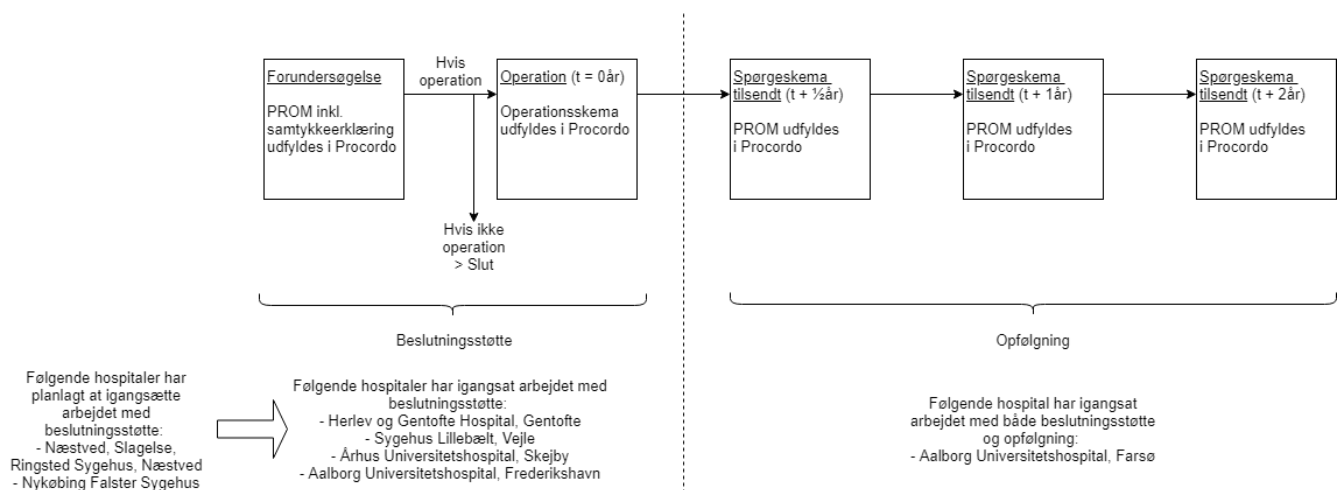 Forundersøgelse
PROM inkl.
samtykkeerklæring
udfyldes i Procordo
Hvis
operation
Hvis ikke
operation
> Slut
Operation (t = 0år)
Operationsskema
udfyldes i Procordo
Spørgeskema
tilsendt (t + ½år)
PROM udfyldes
i Procordo
Spørgeskema
tilsendt (t + 1år)
PROM udfyldes
i Procordo
Spørgeskema
tilsendt (t + 2år)
PROM udfyldes
i Procordo
Beslutningsstøtte
Opfølgning
Følgende hospitaler har
planlagt at igangsætte
arbejdet med
beslutningsstøtte:
- Næstved, Slagelse,
Ringsted Sygehus, Næstved
- Nykøbing Falster Sygehus
Følgende hospitaler har igangsat arbejdet med
beslutningsstøtte:
- Herlev og Gentofte Hospital, Gentofte
- Sygehus Lillebælt, Vejle
- Århus Universitetshospital, Skejby
- Aalborg Universitetshospital, Frederikshavn
Følgende hospital har igangsat
arbejdet med både beslutningsstøtte
og opfølgning:
- Aalborg Universitetshospital, Farsø